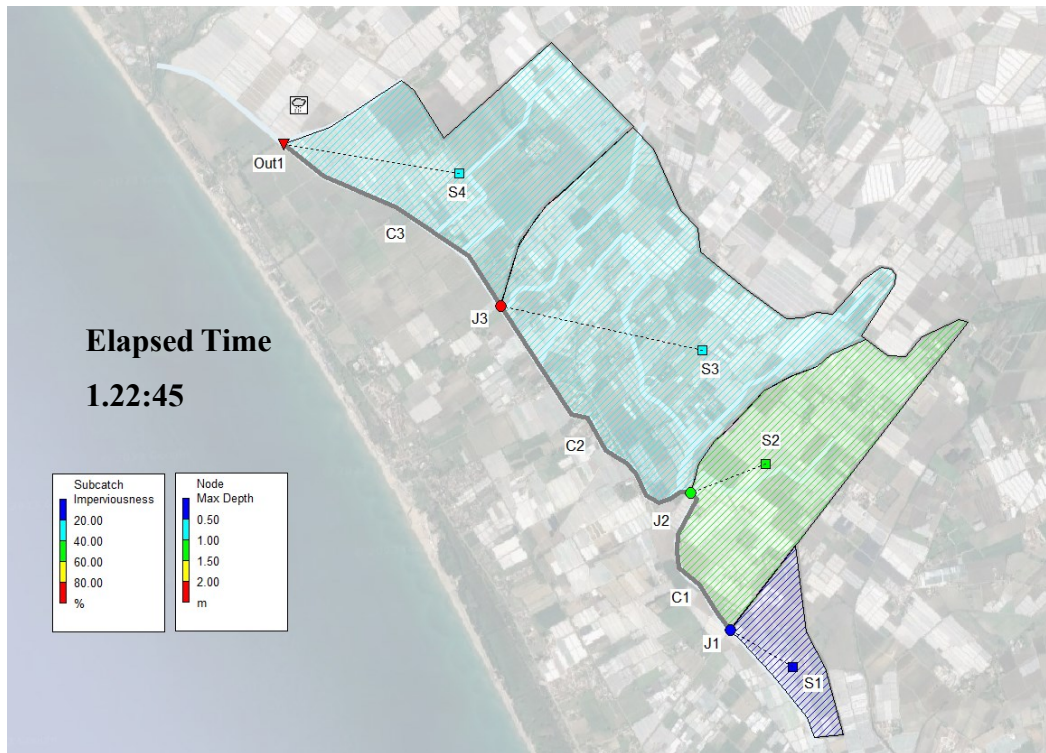 Out1
S4
C3
J3
Elapsed Time
1.22:45
S3
C2
S2
J2
C1
J1
S1
Subcatch
Imperviousness
20.00
40.00
60.00
80.00
%
Node
Max Depth
0.50
1.00
1.50
2.00
m